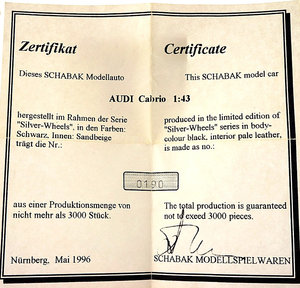 Zertifikat
Dieses SCHABAK Modellauto
Certificate
This SCHABAK model car
AUDI Cabrio 1:43
hergestellt im Rahmen der Serie
"Silver-Wheels", in den Farben:
Schwarz, Innen: Sandbeige
trägt die Nr.:
produced in the limited edition of
"Silver-Wheels" series in body-
colour black, interior pale leather,
is made as no.:
0190
aus einer Produktionsmenge von
nicht mehr als 3000 Stück.
The total production is guaranteed
not to exceed 3000 pieces.
Nürnberg, Mai 1996
SCHABAK MODELLSPIELWAREN